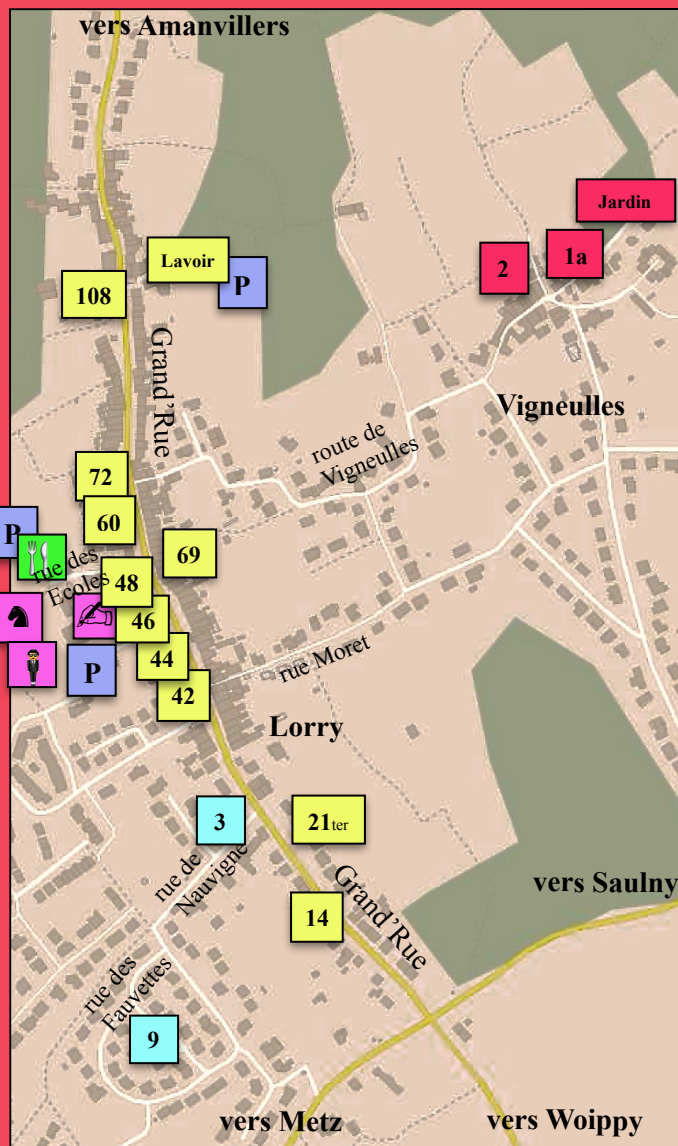 vers Amanvillers
Jardin
1a
2
Lavoir
P
108
Grand'Rue
Vigneulles
route de
Vigneulles
72
60
P
69
rue des
Ecoles
48
46
44
P
42
rue Moret
Lorry
3
21ter
rue de
Nauvigne
14
Grand'Rue
vers Saulny
rue des
Fauvettes
9
vers Metz
vers Woippy